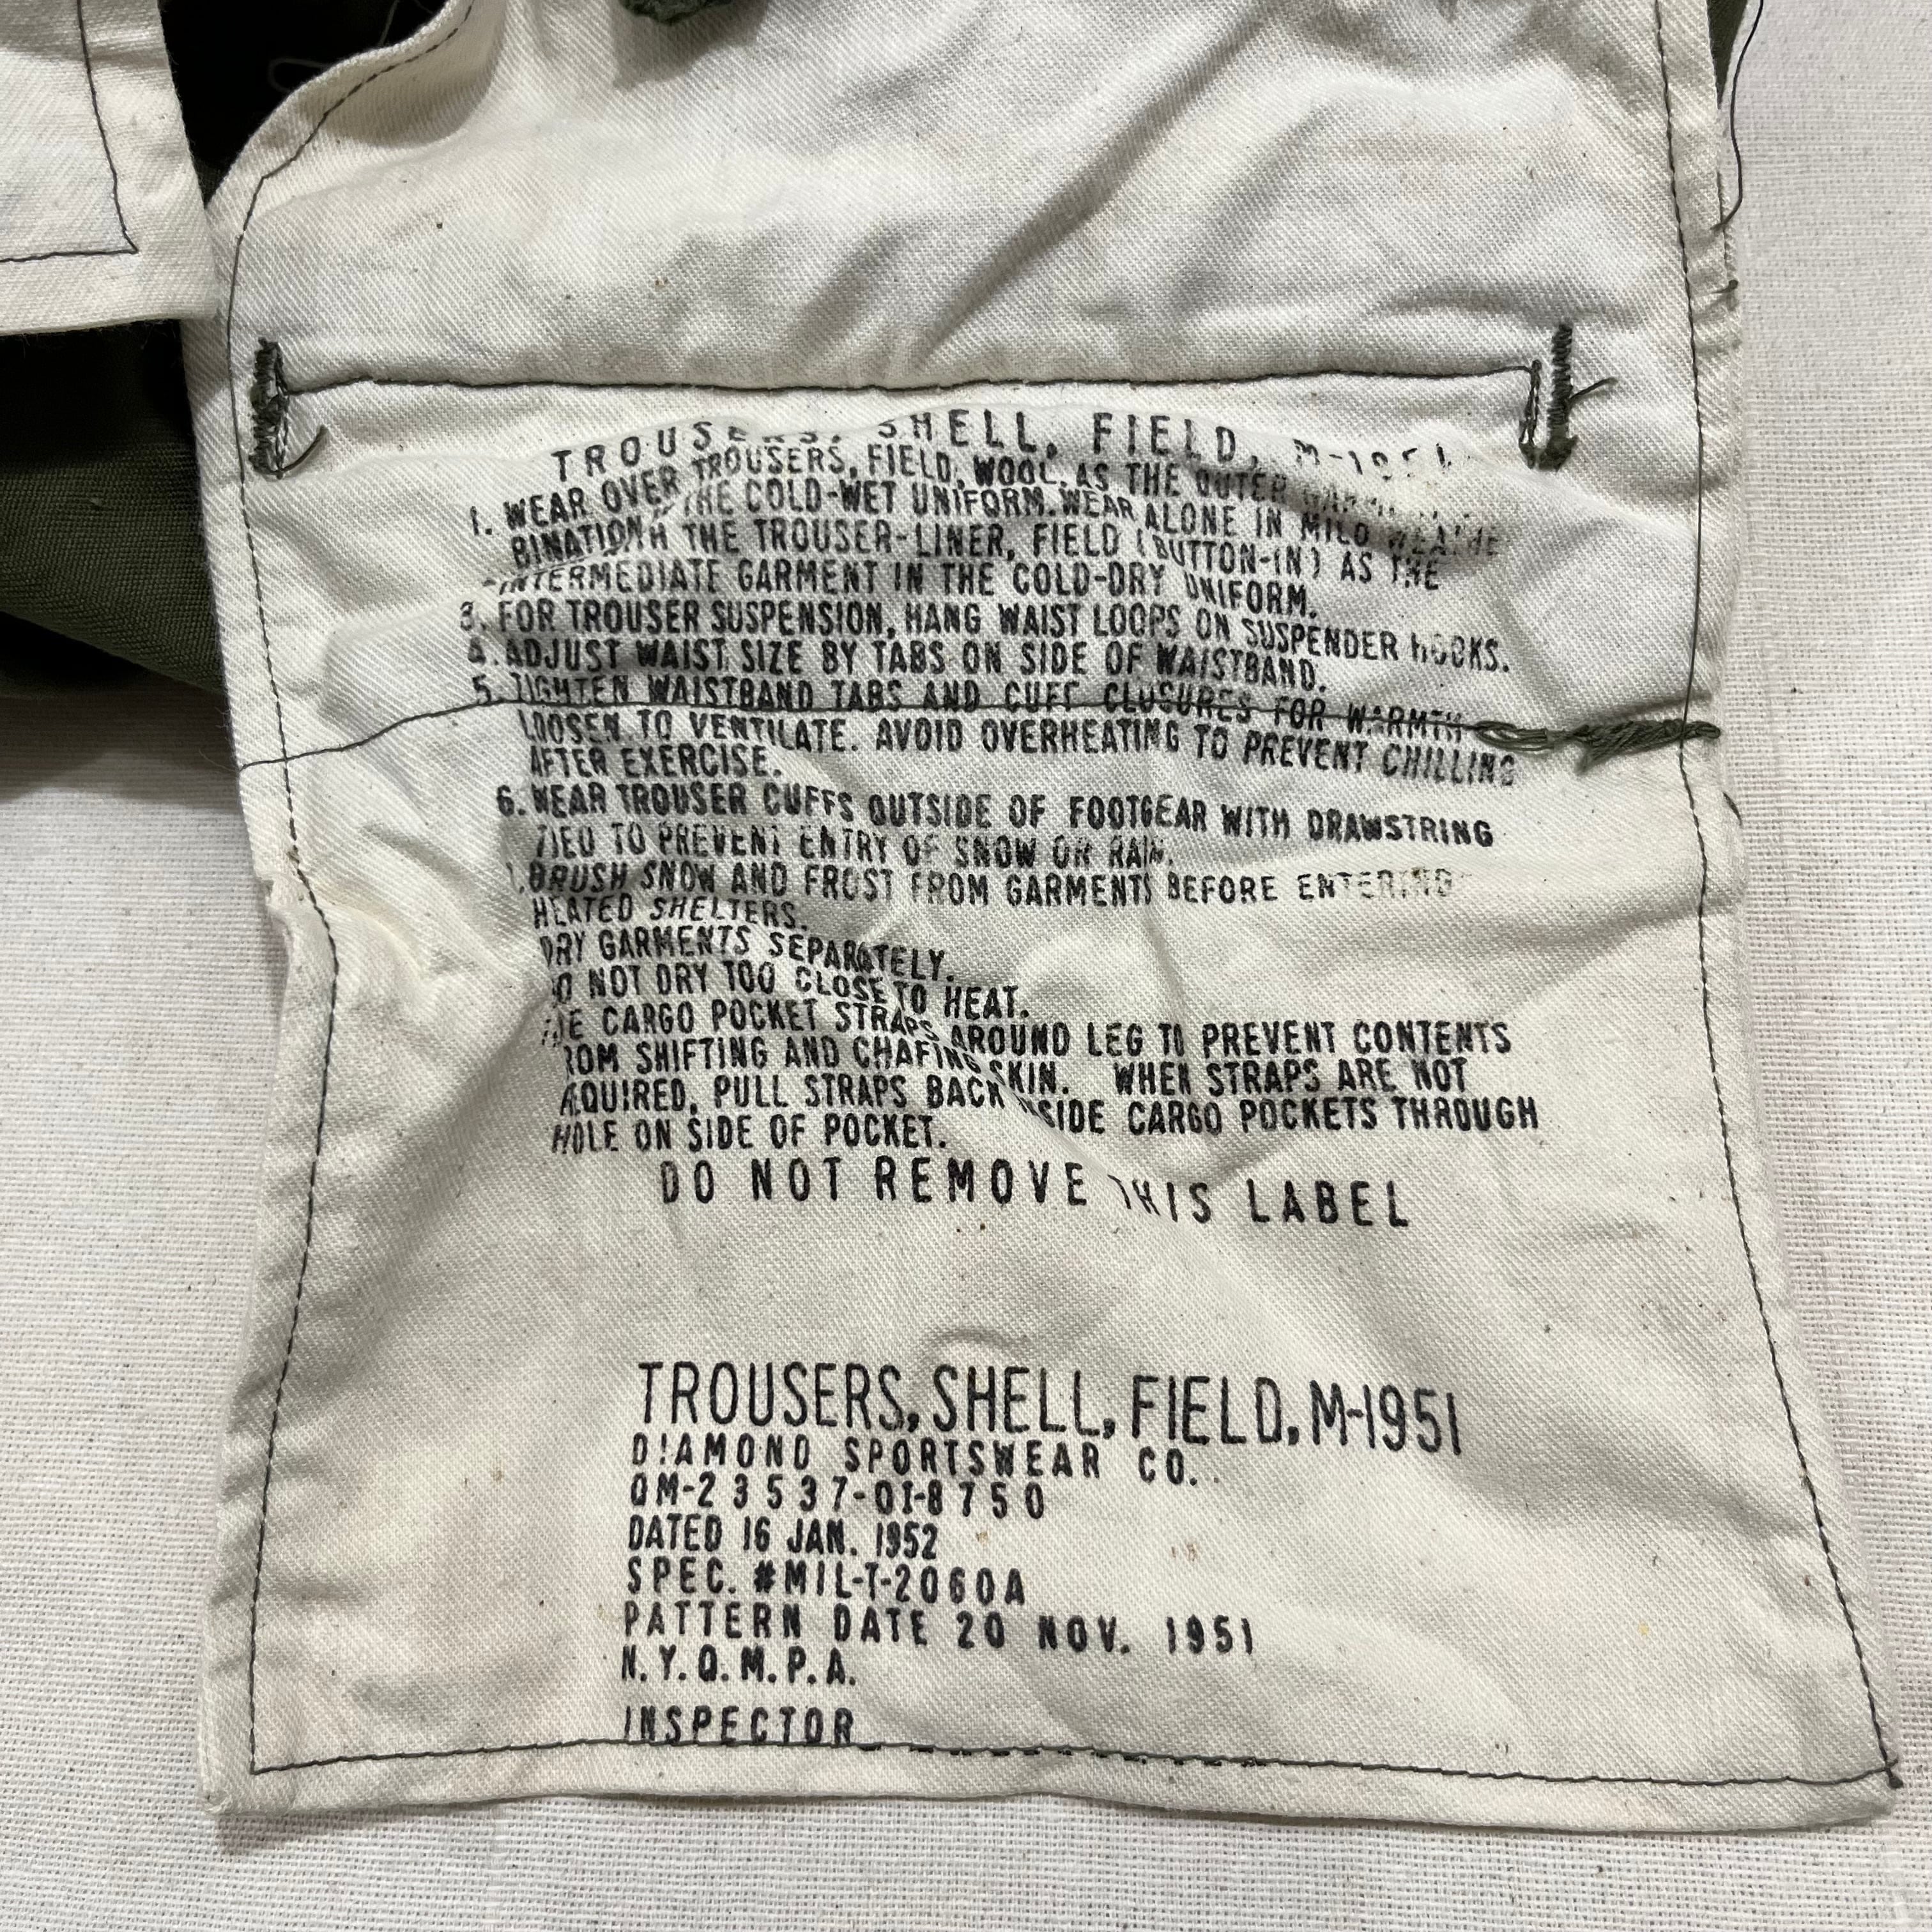 TROUSERS, SHELL, FIELD, M-1951
1. WEAR OVER TROUSERS, FIELD, WOOL, AS THE OUTER
THE COLD-WET UNIFORM. WEAR ALONE IN MILD WEATHE
BINATION THE TROUSER-LINER, FIELD (BUTTON-IN) AS THE
INTERMEDIATE GARMENT IN THE COLD-DRY UNIFORM.
3. FOR TROUSER SUSPENSION, HANG WAIST LOOPS ON SUSPENDER HOOKS.
4. ADJUST WAIST SIZE BY TABS ON SIDE OF WAISTBAND.
5. TIGHTEN WAISTBAND TABS AND CUFF CLOSURES FOR WARMTH
LOOSEN TO VENTILATE. AVOID OVERHEATING TO PREVENT CHILLING
AFTER EXERCISE.
6. WEAR TROUSER CUFFS OUTSIDE OF FOOTGEAR WITH DRAWSTRING
TIED TO PREVENT ENTRY OF SNOW OR RAIN.
BRUSH SNOW AND FROST FROM GARMENTS BEFORE ENTERING
HEATED SHELTERS.
DRY GARMENTS SEPARATELY.
O NOT DRY TOO CLOSE TO HEAT.
CARGO POCKET STRAPS AROUND LEG TO PREVENT CONTENTS
ROM SHIFTING AND CHAFING SKIN. WHEN STRAPS ARE NOT
QUIRED, PULL STRAPS BACK INSIDE CARGO POCKETS THROUGH
HOLE ON SIDE OF POCKET.
DO NOT REMOVE THIS LABEL
TROUSERS, SHELL, FIELD, M-1951
DIAMOND SPORTSWEAR CO.
QM-23537-OI-8750
DATED 16 JAN. 1952
SPEC. #MIL-T-2060A
PATTERN DATE 20 NOV. 1951
N.Y.Q.M.P.A.
INSPECTOR